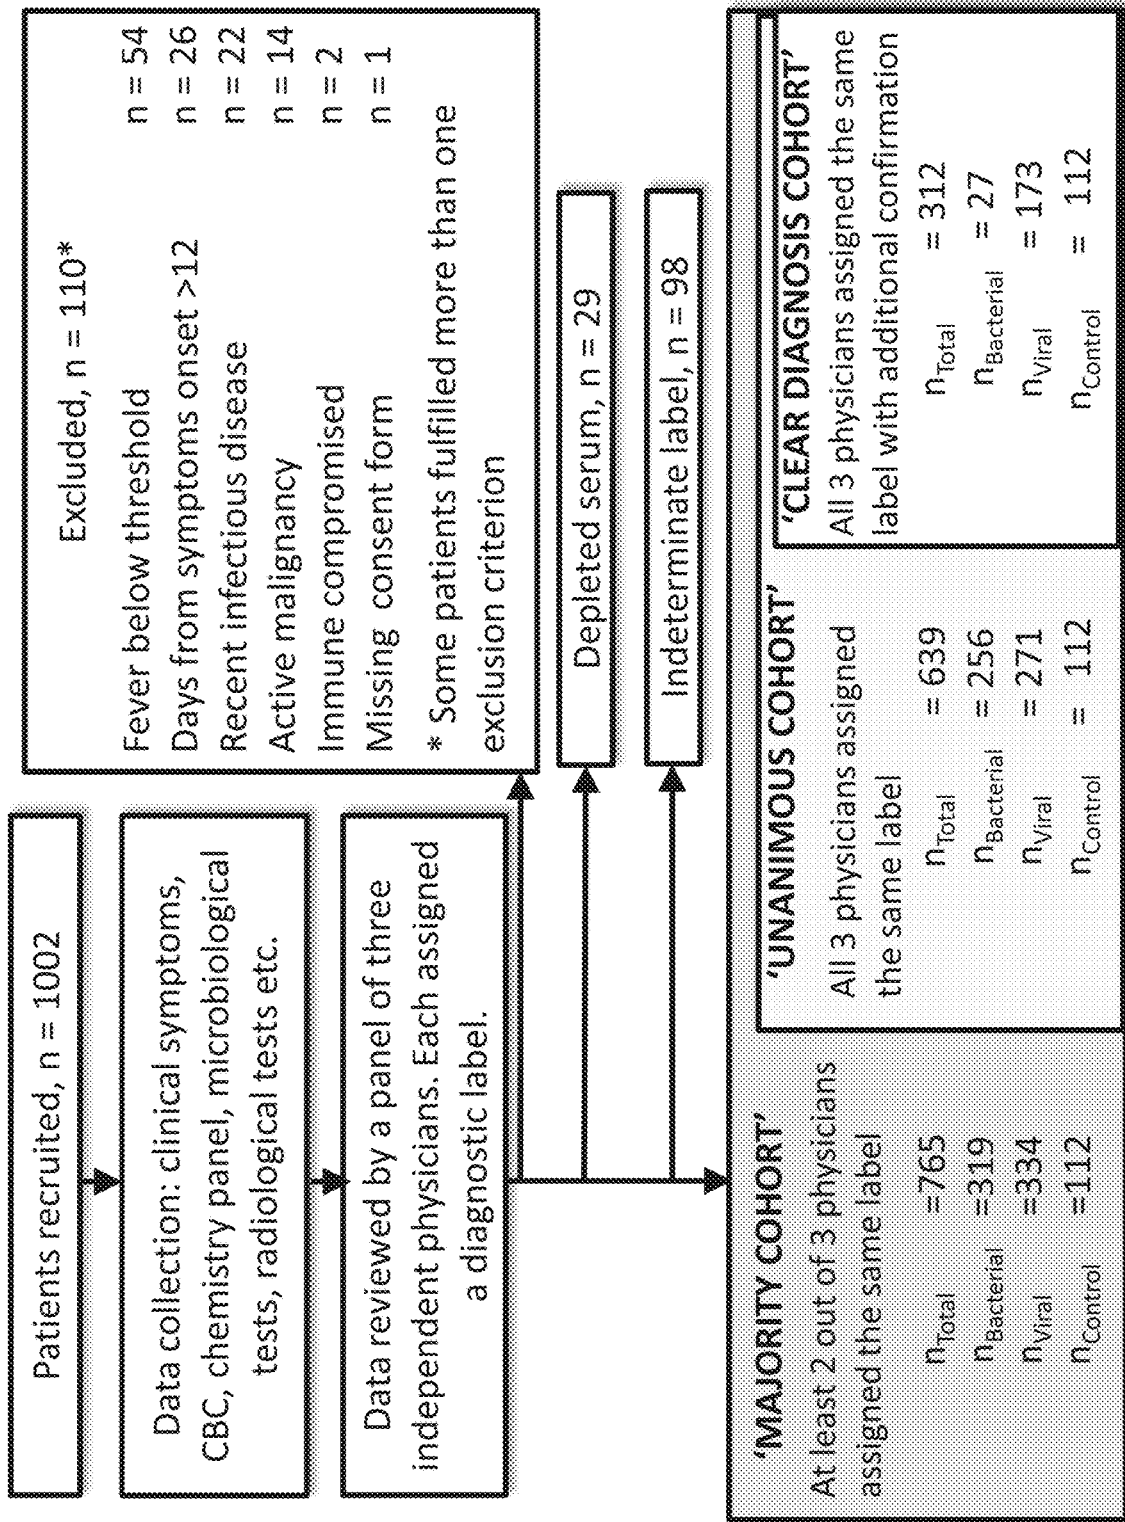 Patients recruited, n = 1002
Data collection: clinical symptoms,
CBC, chemistry panel, microbiological
tests, radiological tests etc.
Data reviewed by a panel of three
independent physicians. Each assigned
a diagnostic label.
Excluded, n = 110*
Fever below threshold n = 54
Days from symptoms onset >12 n = 26
Recent infectious disease n = 22
Active malignancy n = 14
Immune compromised n = 2
Missing consent form n = 1
* Some patients fulfilled more than one
exclusion criterion
Depleted serum, n = 29
Indeterminate label, n = 98
‘MAJORITY COHORT’
At least 2 out of 3 physicians
assigned the same label
nTotal =765
nBacterial =319
nViral =334
nControl =112
‘UNANIMOUS COHORT’
All 3 physicians assigned
the same label
nTotal = 639
nBacterial = 256
nViral = 271
nControl = 112
‘CLEAR DIAGNOSIS COHORT’
All 3 physicians assigned the same
label with additional confirmation
nTotal = 312
nBacterial = 27
nViral = 173
nControl = 112